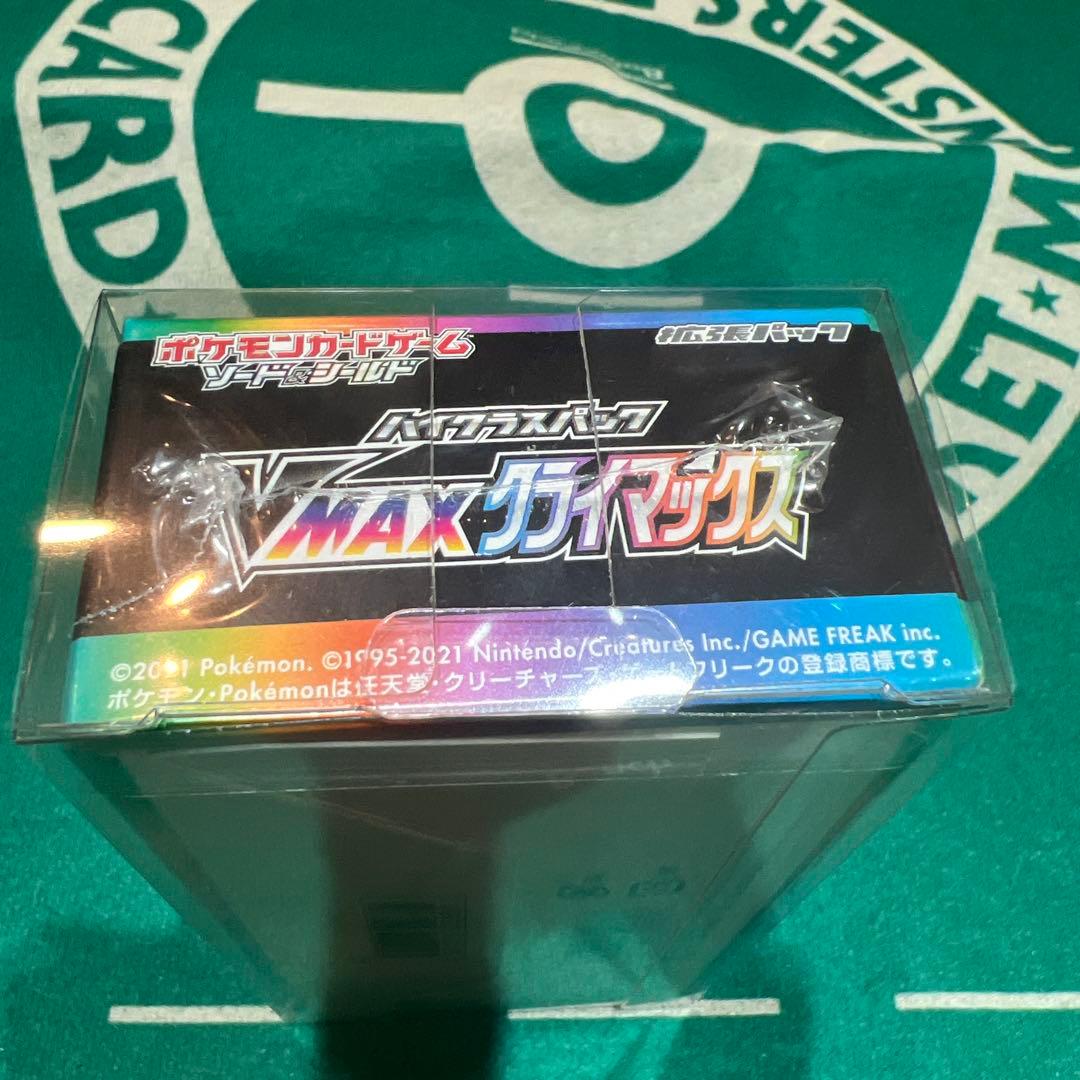 CARD
MONSTERS
POCKET★M
ポケモンカードゲーム
ソード&シールド
拡張パック
ハイクラスパック
VMAXクライマックス
©2021 Pokémon. ©1995-2021 Nintendo/Creatures Inc./GAME FREAK inc.
ポケモン・Pokémonは任天堂・クリーチャーズ・ゲームフリークの登録商標です。